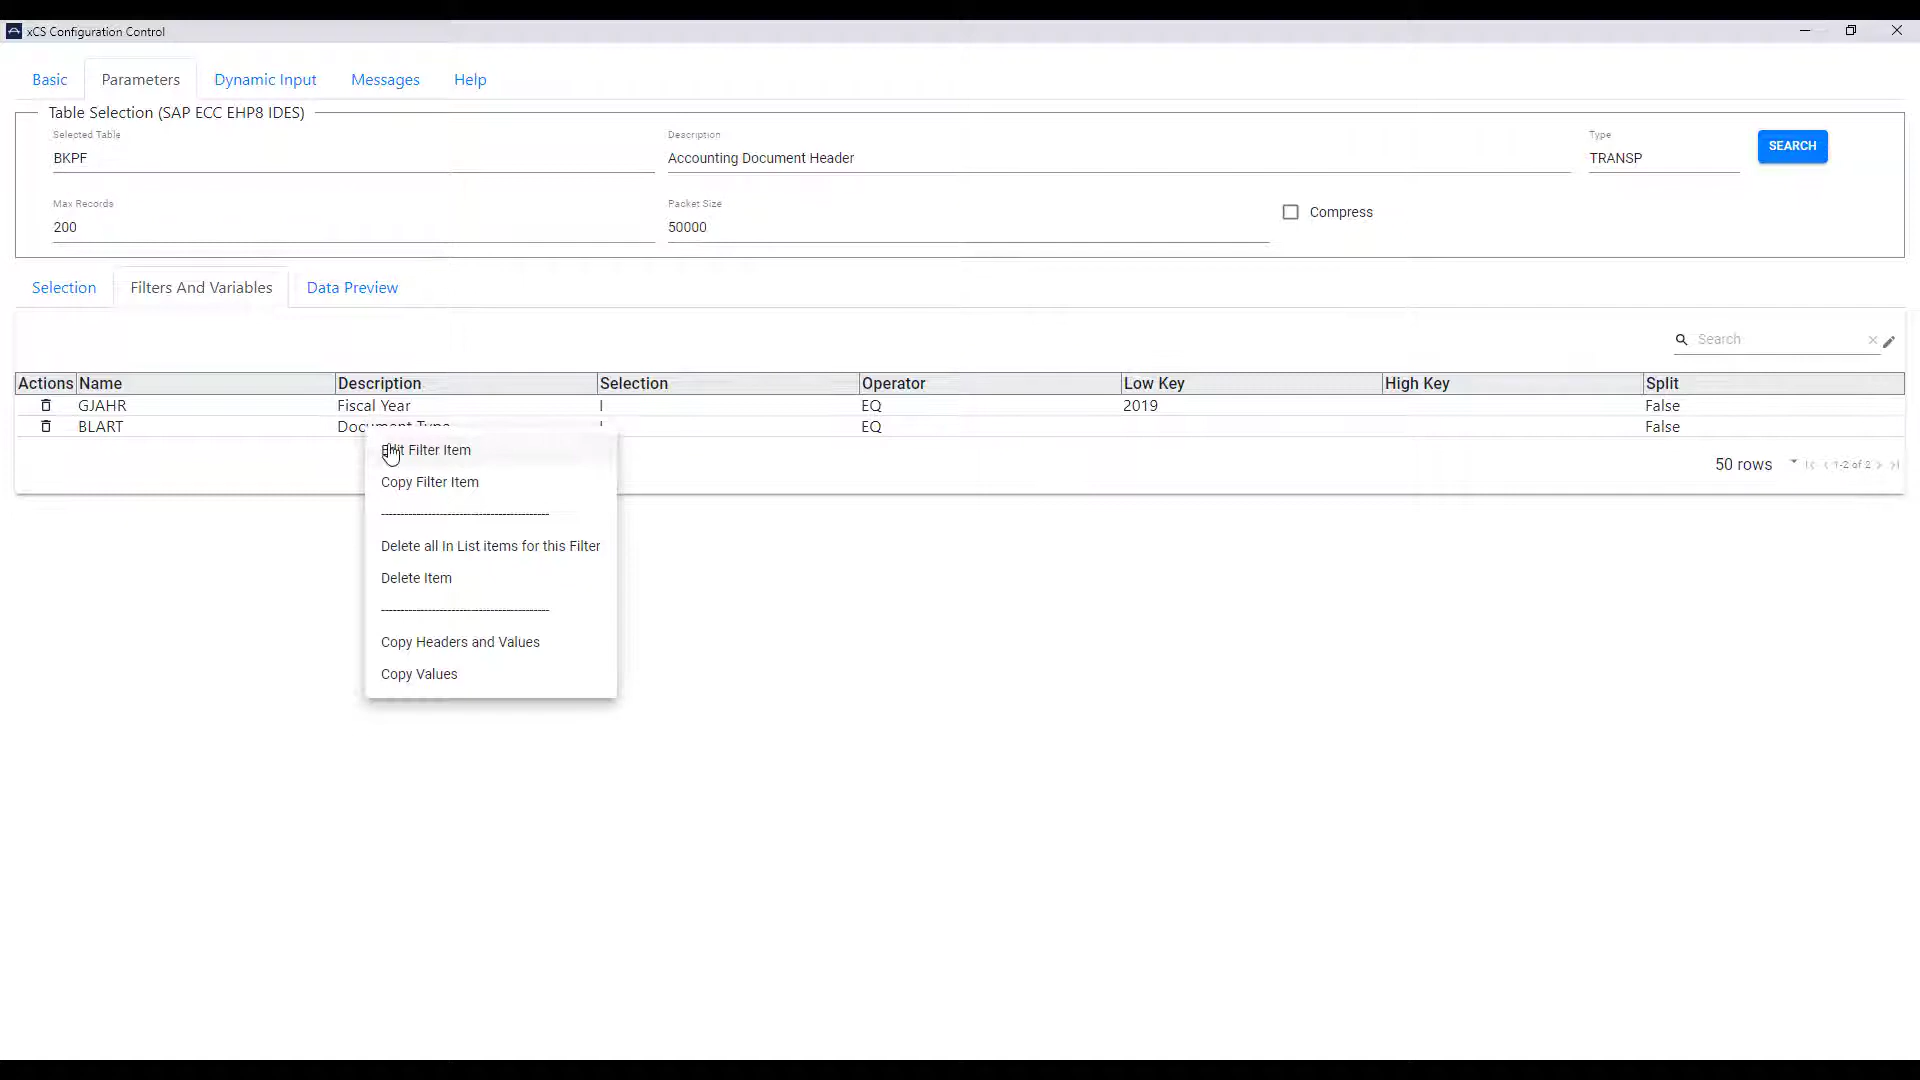 xCS Configuration Control
Basic Parameters Dynamic Input Messages Help
Table Selection (SAP ECC EHP8 IDES)
Selected Table Description Type
BKPF Accounting Document Header TRANSP SEARCH
Max Records Packet Size
200 50000 Compress
Selection Filters And Variables Data Preview
Search
Actions Name Description Selection Operator Low Key High Key Split
GJAHR Fiscal Year I EQ 2019 False
BLART Document Type I EQ False
Edit Filter Item
50 rows 1-2 of 2
Copy Filter Item
------------------------------------------
Delete all In List items for this Filter
Delete Item
------------------------------------------
Copy Headers and Values
Copy Values